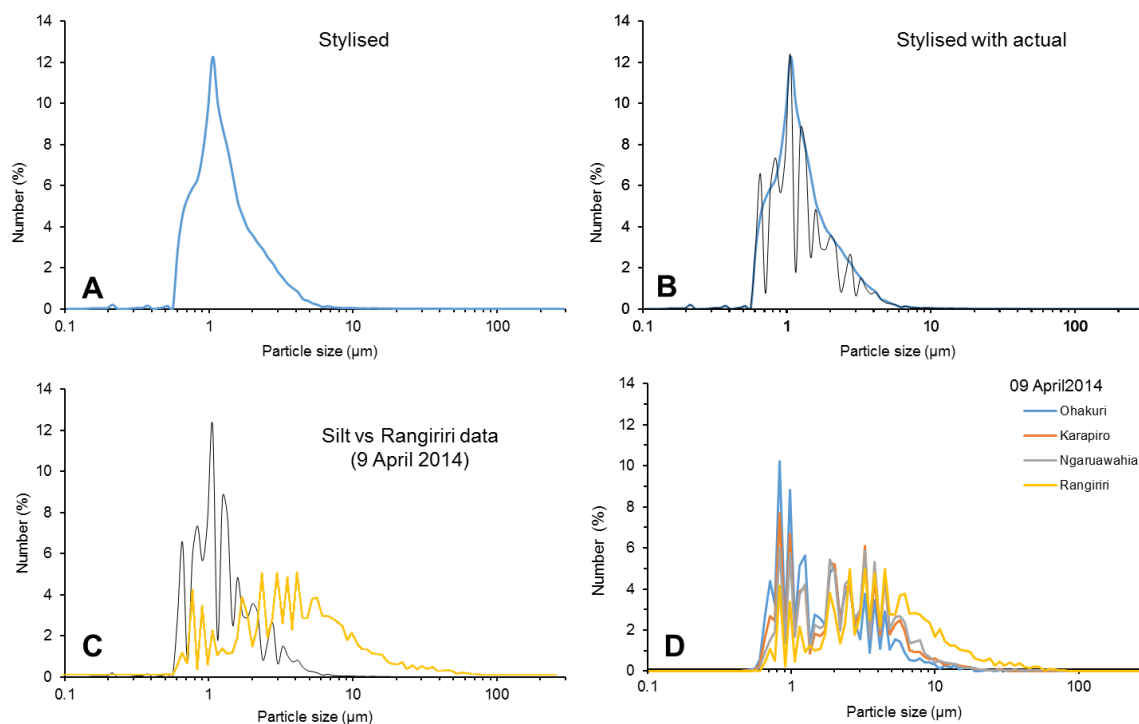 14
12
10
8
6
4
2
0
Number (%)
Stylised
A
0.1 1 10 100
Particle size (µm)
14
12
10
8
6
4
2
0
Number (%)
Stylised with actual
B
0.1 1 10 100
Particle size (µm)
14
12
10
8
6
4
2
0
Number (%)
Silt vs Rangiriri data
(9 April 2014)
C
0.1 1 10 100
Particle size (µm)
14
12
10
8
6
4
2
0
Number (%)
09 April2014
Ohakuri
Karapiro
Ngaruawahia
Rangiriri
D
0.1 1 10 100
Particle size (µm)